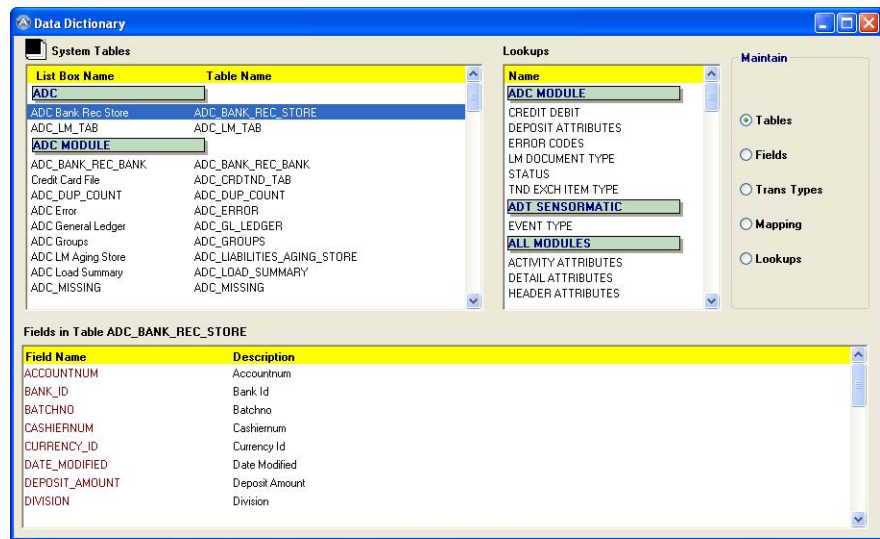 Data Dictionary
System Tables
List Box Name Table Name
ADC
ADC Bank Rec Store ADC_BANK_REC_STORE
ADC_LM_TAB ADC_LM_TAB
ADC MODULE
ADC_BANK_REC_BANK ADC_BANK_REC_BANK
Credit Card File ADC_CRDTND_TAB
ADC_DUP_COUNT ADC_DUP_COUNT
ADC Error ADC_ERROR
ADC General Ledger ADC_GL_LEDGER
ADC Groups ADC_GROUPS
ADC LM Aging Store ADC_LIABILITIES_AGING_STORE
ADC Load Summary ADC_LOAD_SUMMARY
ADC_MISSING ADC_MISSING
Lookups
Name
ADC MODULE
CREDIT DEBIT
DEPOSIT ATTRIBUTES
ERROR CODES
LM DOCUMENT TYPE
STATUS
TND EXCH ITEM TYPE
ADT SENSORMATIC
EVENT TYPE
ALL MODULES
ACTIVITY ATTRIBUTES
DETAIL ATTRIBUTES
HEADER ATTRIBUTES
Maintain
Tables
Fields
Trans Types
Mapping
Lookups
Fields in Table ADC_BANK_REC_STORE
Field Name Description
ACCOUNTNUM Accountnum
BANK_ID Bank Id
BATCHNO Batchno
CASHIERNUM Cashiernum
CURRENCY_ID Currency Id
DATE_MODIFIED Date Modified
DEPOSIT_AMOUNT Deposit Amount
DIVISION Division